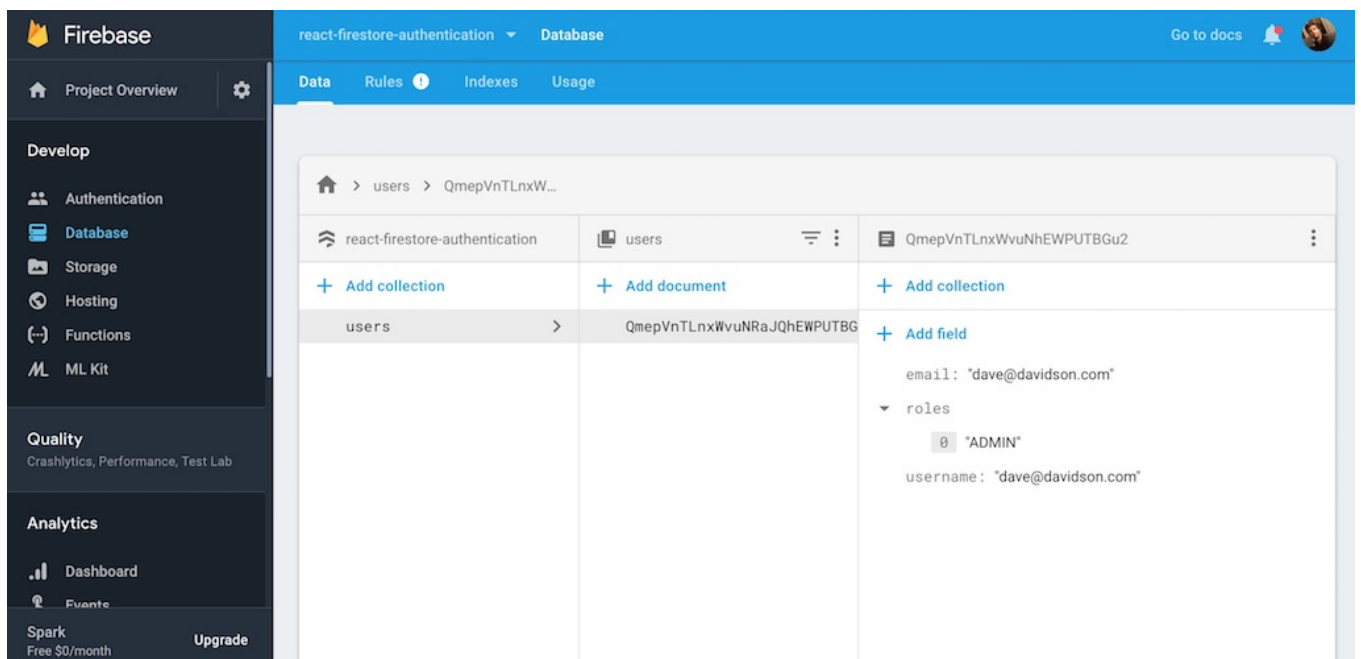 Firebase
react-firestore-authentication Database
Go to docs
Project Overview
Data Rules ! Indexes Usage
Develop
Authentication
Database
Storage
Hosting
Functions
ML Kit
Quality
Crashlytics, Performance, Test Lab
Analytics
Dashboard
Events
Spark
Free $0/month
Upgrade
> users > QmepVnTLnxW…
react-firestore-authentication
+ Add collection
users >
users
+ Add document
QmepVnTLnxWvuNRaJQhEWPUTBG
QmepVnTLnxWvuNhEWPUTBGu2
+ Add collection
+ Add field
email: "dave@davidson.com"
roles
0 "ADMIN"
username: "dave@davidson.com"